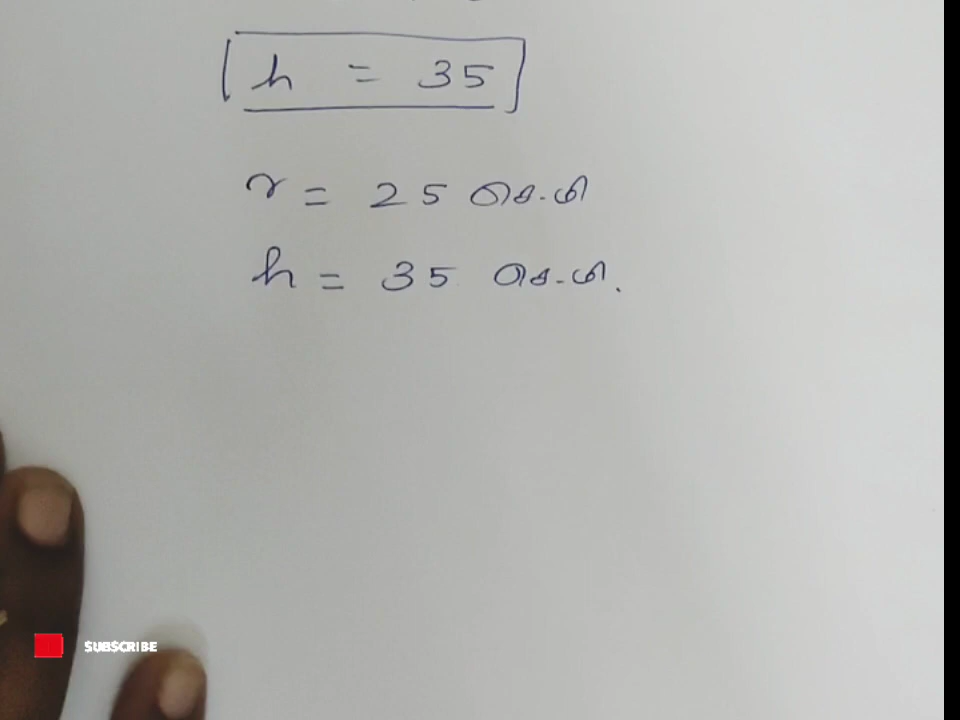 h = 35
r = 25 செ.மி
h = 35 செ.மி.
SUBSCRIBE